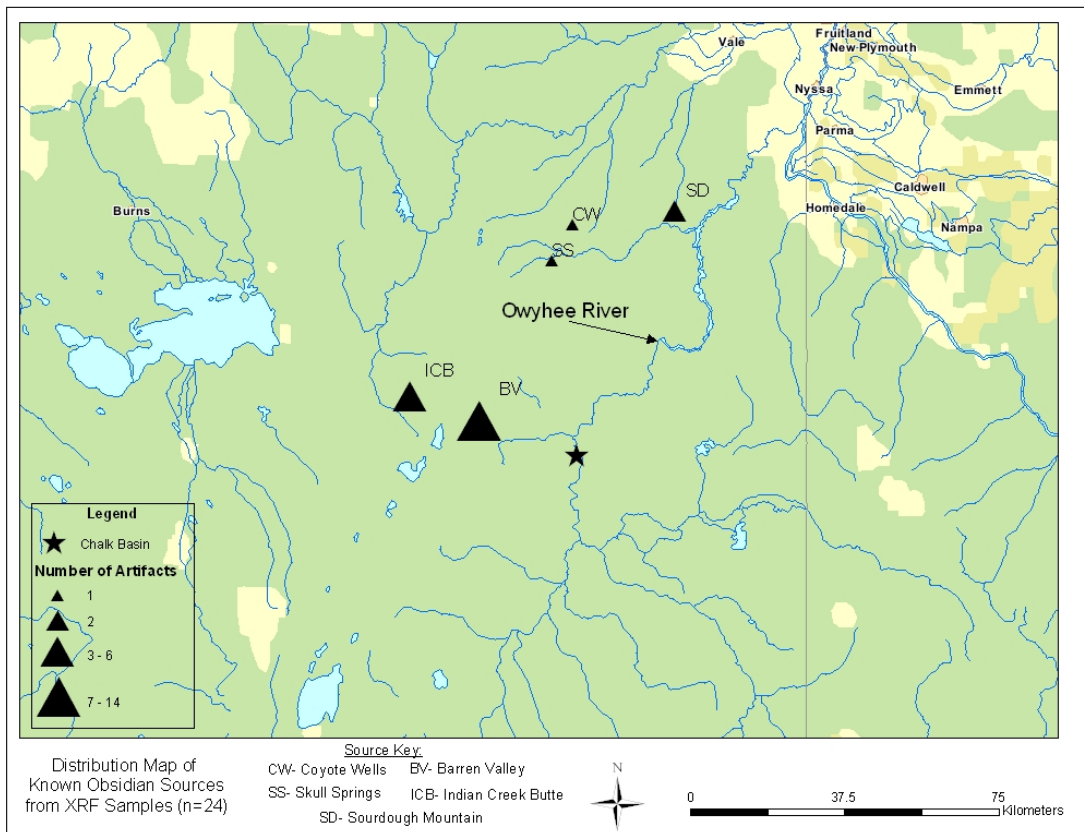 Vale
Fruitland
New Plymouth
Nyssa
Emmett
Parma
Caldwell
Homedale
Nampa
Burns
SD
CW
SS
Owyhee River
ICB
BV
Legend
Chalk Basin
Number of Artifacts
1
2
3 - 6
7 - 14
Distribution Map of
Known Obsidian Sources
from XRF Samples (n=24)
Source Key:
CW- Coyote Wells BV- Barren Valley
SS- Skull Springs ICB- Indian Creek Butte
SD- Sourdough Mountain
N
0 37.5 75
Kilometers